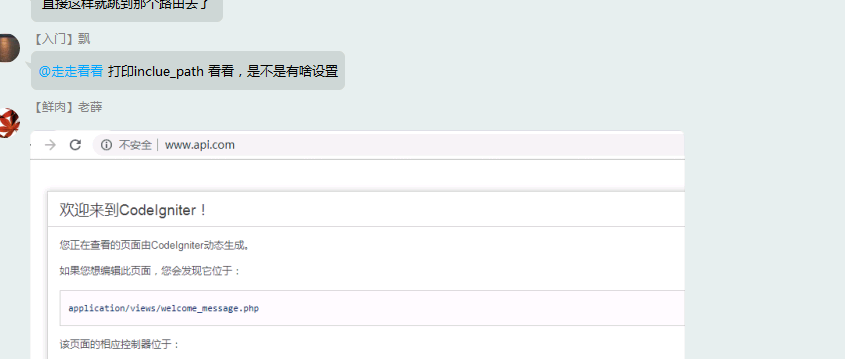 直接这样就跳到那个路由去了
【入门】飘
@走走看看 打印inclue_path 看看，是不是有啥设置
【鲜肉】老薛
不安全 | www.api.com
欢迎来到CodeIgniter！
您正在查看的页面由CodeIgniter动态生成。
如果您想编辑此页面，您会发现它位于：
application/views/welcome_message.php
该页面的相应控制器位于：